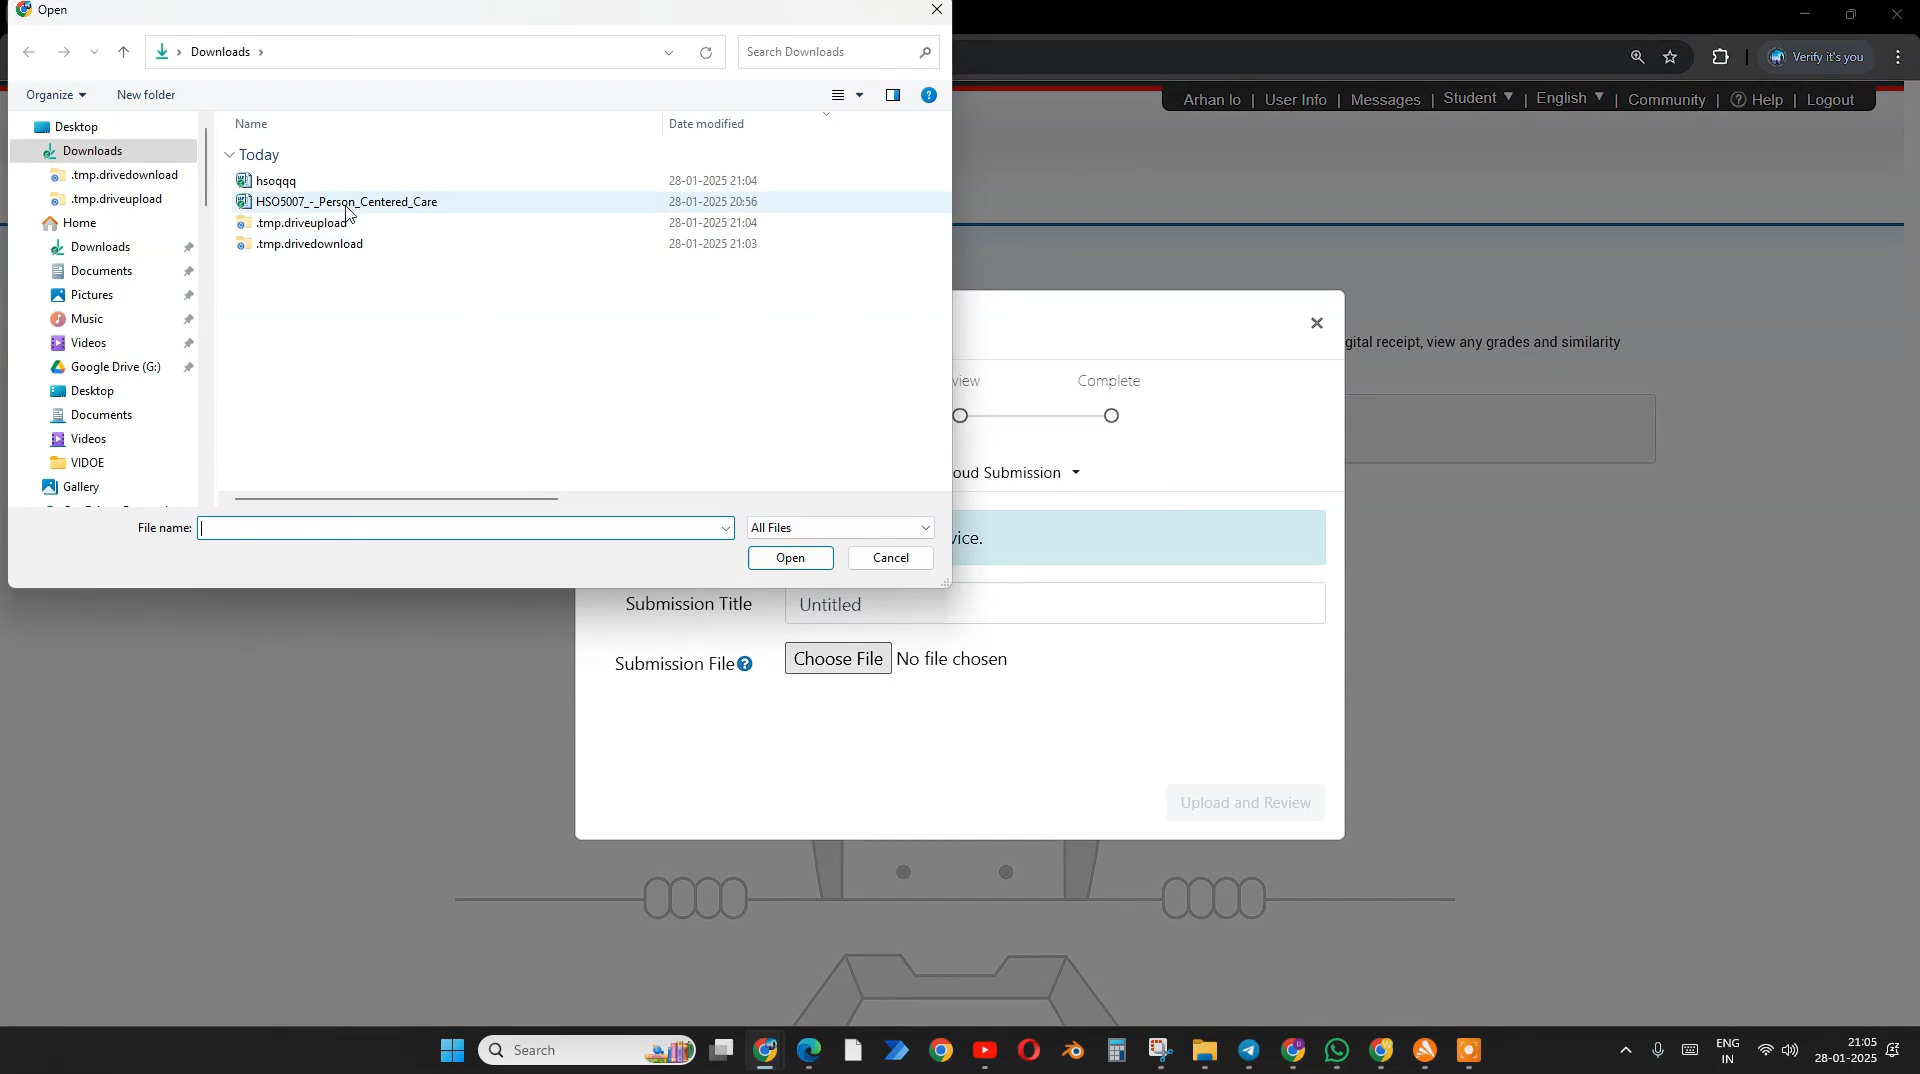 Open
Downloads
Search Downloads
Verify it's you
Organize
New folder
Arhan lo | User Info | Messages | Student ▼ | English ▼ | Community | Help | Logout
Desktop
Downloads
.tmp.drivedownload
.tmp.driveupload
Home
Downloads
Documents
Pictures
Music
Videos
Google Drive (G:)
Desktop
Documents
Videos
VIDOE
Gallery
Name
Date modified
Today
hsoqqq 28-01-2025 21:04
HSO5007_-_Person_Centered_Care 28-01-2025 20:56
.tmp.driveupload 28-01-2025 21:04
.tmp.drivedownload 28-01-2025 21:03
File name:
All Files
Open
Cancel
gital receipt, view any grades and similarity
view
Complete
oud Submission
vice.
Submission Title
Untitled
Submission File
Choose File No file chosen
Upload and Review
Search
ENG
IN
21:05
28-01-2025